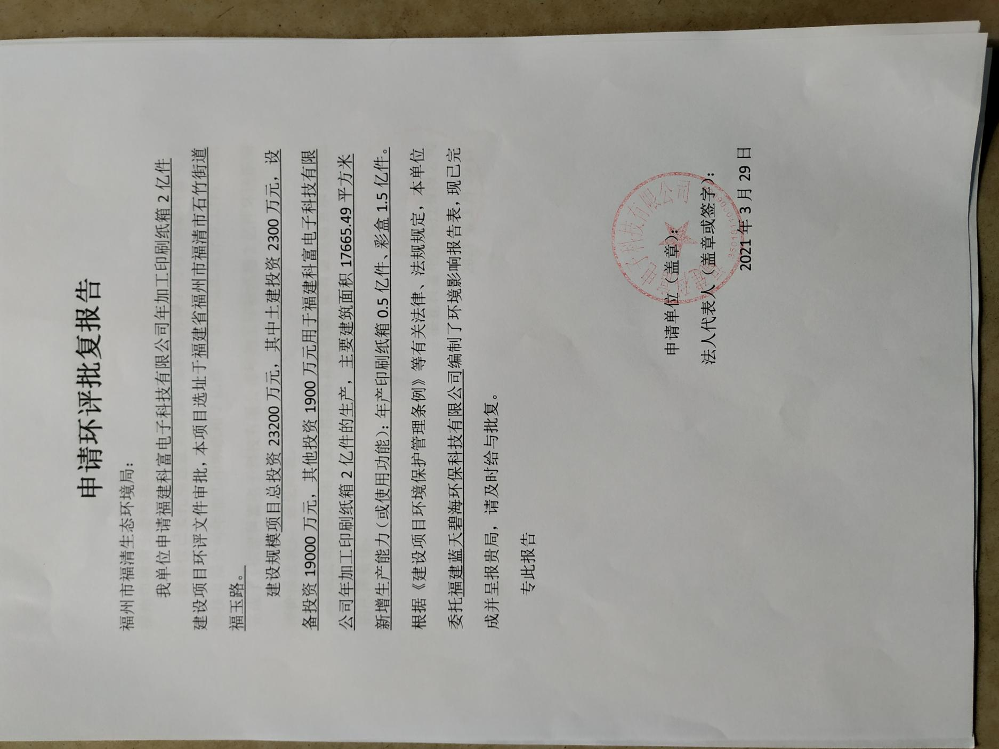 申请环评批复报告
福州市福清生态环境局：
我单位申请福建科富电子科技有限公司年加工印刷纸箱 2 亿件
建设项目环评文件审批，本项目选址于福建省福州市福清市石竹街道
福玉路。
建设规模项目总投资 23200 万元，其中土建投资 2300 万元，设
备投资 19000 万元，其他投资 1900 万元用于福建科富电子科技有限
公司年加工印刷纸箱 2 亿件的生产，主要建筑面积 17665.49 平方米
新增生产能力（或使用功能）：年产印刷纸箱 0.5 亿件、彩盒 1.5 亿件。
根据《建设项目环境保护管理条例》等有关法律、法规规定，本单位
委托福建蓝天碧海环保科技有限公司编制了环境影响报告表，现已完
成并呈报贵局，请及时给与批复。
专此报告
申请单位（盖章）：
电子科技有限公司
法人代表人（盖章或签字）：
2021 年 3 月 29 日